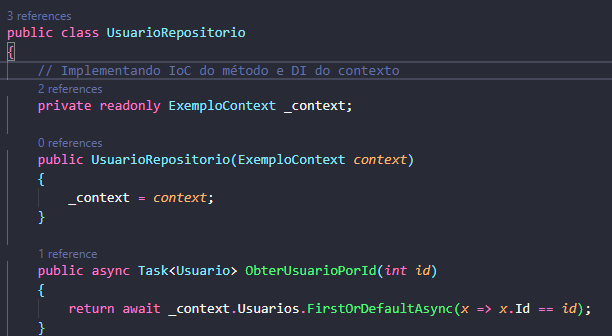 3 references
public class UsuarioRepositorio
{
// Implementando IoC do método e DI do contexto
2 references
private readonly ExemploContext _context;
0 references
public UsuarioRepositorio(ExemploContext context)
{
_context = context;
}
1 reference
public async Task<Usuario> ObterUsuarioPorId(int id)
{
return await _context.Usuarios.FirstOrDefaultAsync(x => x.Id == id);
}